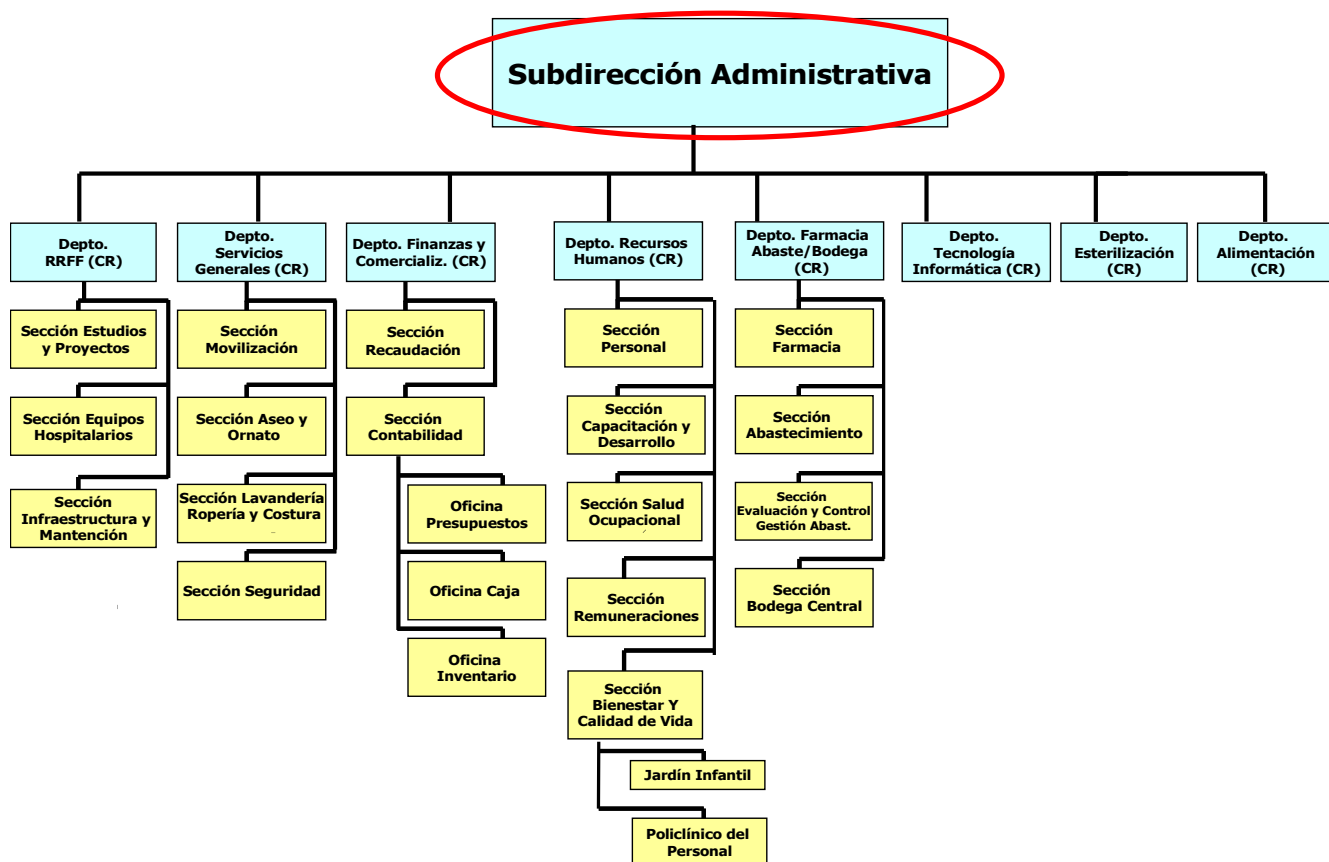 Subdirección Administrativa
Depto.
RRFF (CR)
Depto.
Servicios
Generales (CR)
Depto. Finanzas y
Comercializ. (CR)
Depto. Recursos
Humanos (CR)
Depto. Farmacia
Abaste/Bodega
(CR)
Depto.
Tecnología
Informática (CR)
Depto.
Esterilización
(CR)
Depto.
Alimentación
(CR)
Sección Estudios
y Proyectos
Sección
Movilización
Sección
Recaudación
Sección
Personal
Sección
Farmacia
Sección Equipos
Hospitalarios
Sección Aseo y
Ornato
Sección
Contabilidad
Sección
Capacitación y
Desarrollo
Sección
Abastecimiento
Sección
Infraestructura y
Mantención
Sección Lavandería
Ropería y Costura
Oficina
Presupuestos
Sección Salud
Ocupacional
Sección
Evaluación y Control
Gestión Abast.
Sección Seguridad
Oficina Caja
Sección
Remuneraciones
Sección
Bodega Central
Oficina
Inventario
Sección
Bienestar Y
Calidad de Vida
Jardín Infantil
Policlínico del
Personal